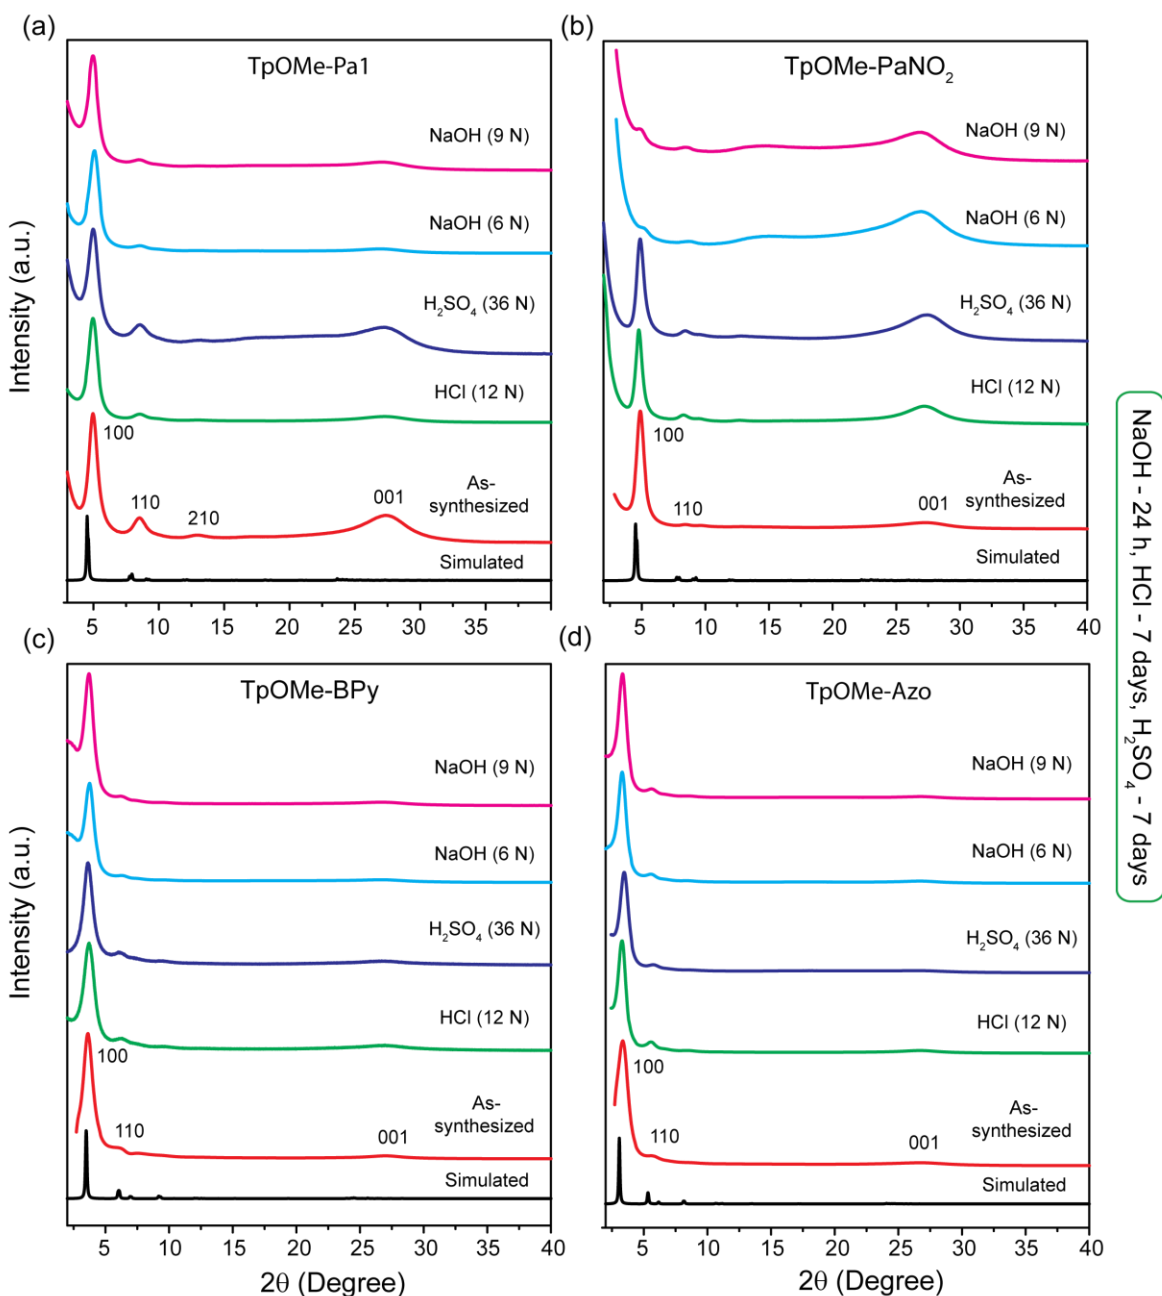 (a)
TpOMe-Pa1
NaOH (9 N)
NaOH (6 N)
H₂SO₄ (36 N)
HCl (12 N)
100
110
210
001
As-
synthesized
Simulated
5 10 15 20 25 30 35
Intensity (a.u.)
(b)
TpOMe-PaNO₂
NaOH (9 N)
NaOH (6 N)
H₂SO₄ (36 N)
HCl (12 N)
100
110
001
As-
synthesized
Simulated
5 10 15 20 25 30 35 40
(c)
TpOMe-BPy
NaOH (9 N)
NaOH (6 N)
H₂SO₄ (36 N)
HCl (12 N)
100
110
001
As-
synthesized
Simulated
5 10 15 20 25 30 35 40
2θ (Degree)
Intensity (a.u.)
(d)
TpOMe-Azo
NaOH (9 N)
NaOH (6 N)
H₂SO₄ (36 N)
HCl (12 N)
100
110
001
As-
synthesized
Simulated
5 10 15 20 25 30 35 40
2θ (Degree)
NaOH - 24 h, HCl - 7 days, H₂SO₄ - 7 days